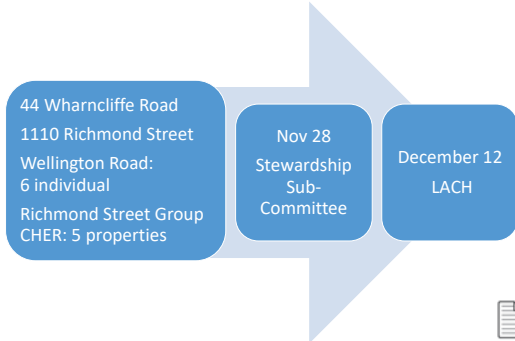 44 Wharncliffe Road
1110 Richmond Street
Wellington Road:
6 individual
Richmond Street Group
CHER: 5 properties
Nov 28
Stewardship
Sub-
Committee
December 12
LACH